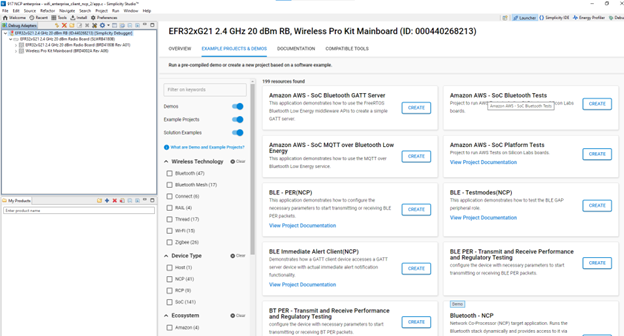 File Edit Navigate Search Project Run Window Help
Welcome Recent Tools Install Preferences
Launcher Simplicity IDE Energy Profiler
Debug Adapters
EFR32xG21 2.4 GHz 20 dBm RB (ID:440268213) (Simplicity Debugger)
EFR32xG21 2.4 GHz 20 dBm Radio Board (SLWRB4180B)
EFR32xG21 2.4 GHz 20 dBm Radio Board (BRD4180B Rev A01)
Wireless Pro Kit Mainboard (BRD4002A Rev A06)
My Products
Enter product name
EFR32xG21 2.4 GHz 20 dBm RB, Wireless Pro Kit Mainboard (ID: 000440268213)
OVERVIEW EXAMPLE PROJECTS & DEMOS DOCUMENTATION COMPATIBLE TOOLS
Run a pre-compiled demo or create a new project based on a software example.
Filter on keywords
Demos
Example Projects
Solution Examples
What are Demo and Example Projects?
Wireless Technology Clear
Bluetooth (47)
Bluetooth Mesh (17)
Connect (6)
RAIL (4)
Thread (17)
Wi-Fi (19)
Zigbee (26)
Device Type Clear
Host (1)
NCP (41)
RCP (9)
SoC (141)
Ecosystem Clear
Amazon (4)
199 resources found
Amazon AWS - SoC Bluetooth GATT Server
This application demonstrates how to use the FreeRTOS
Bluetooth Low Energy middleware APIs to create a simple
GATT server.
CREATE
Amazon AWS - SoC Bluetooth Tests
Project to run AWS
Labs
boards.
Amazon AWS - SoC Bluetooth Tests
CREATE
Amazon AWS - SoC MQTT over Bluetooth Low
Energy
This application demonstrates how to use the MQTT over
Bluetooth Low Energy service.
CREATE
Amazon AWS - SoC Platform Tests
Project to run AWS Tests on Silicon Labs boards.
View Project Documentation
CREATE
BLE - PER(NCP)
This application demonstrates how to configure the
necessary parameters to start transmitting or receiving BLE
PER packets.
View Project Documentation
CREATE
BLE - Testmodes(NCP)
This application demonstrates how to test the BLE GAP
peripheral role.
View Project Documentation
CREATE
BLE Immediate Alert Client(NCP)
Demonstrates how a GATT client device accesses a GATT
server device with actual immediate alert notification
functionality.
View Project Documentation
CREATE
BLE PER - Transmit and Receive Performance
and Regulatory Testing
configure the device with necessary parameters to start
transmitting or receiving BLE PER packets.
CREATE
BT PER - Transmit and Receive Performance
and Regulatory Testing
configure the device with necessary parameters to start
transmitting or receiving BT PER packets.
CREATE
Demo
Bluetooth - NCP
Network Co-Processor (NCP) target application. Runs the
Bluetooth stack dynamically and provides access to it via
CREATE